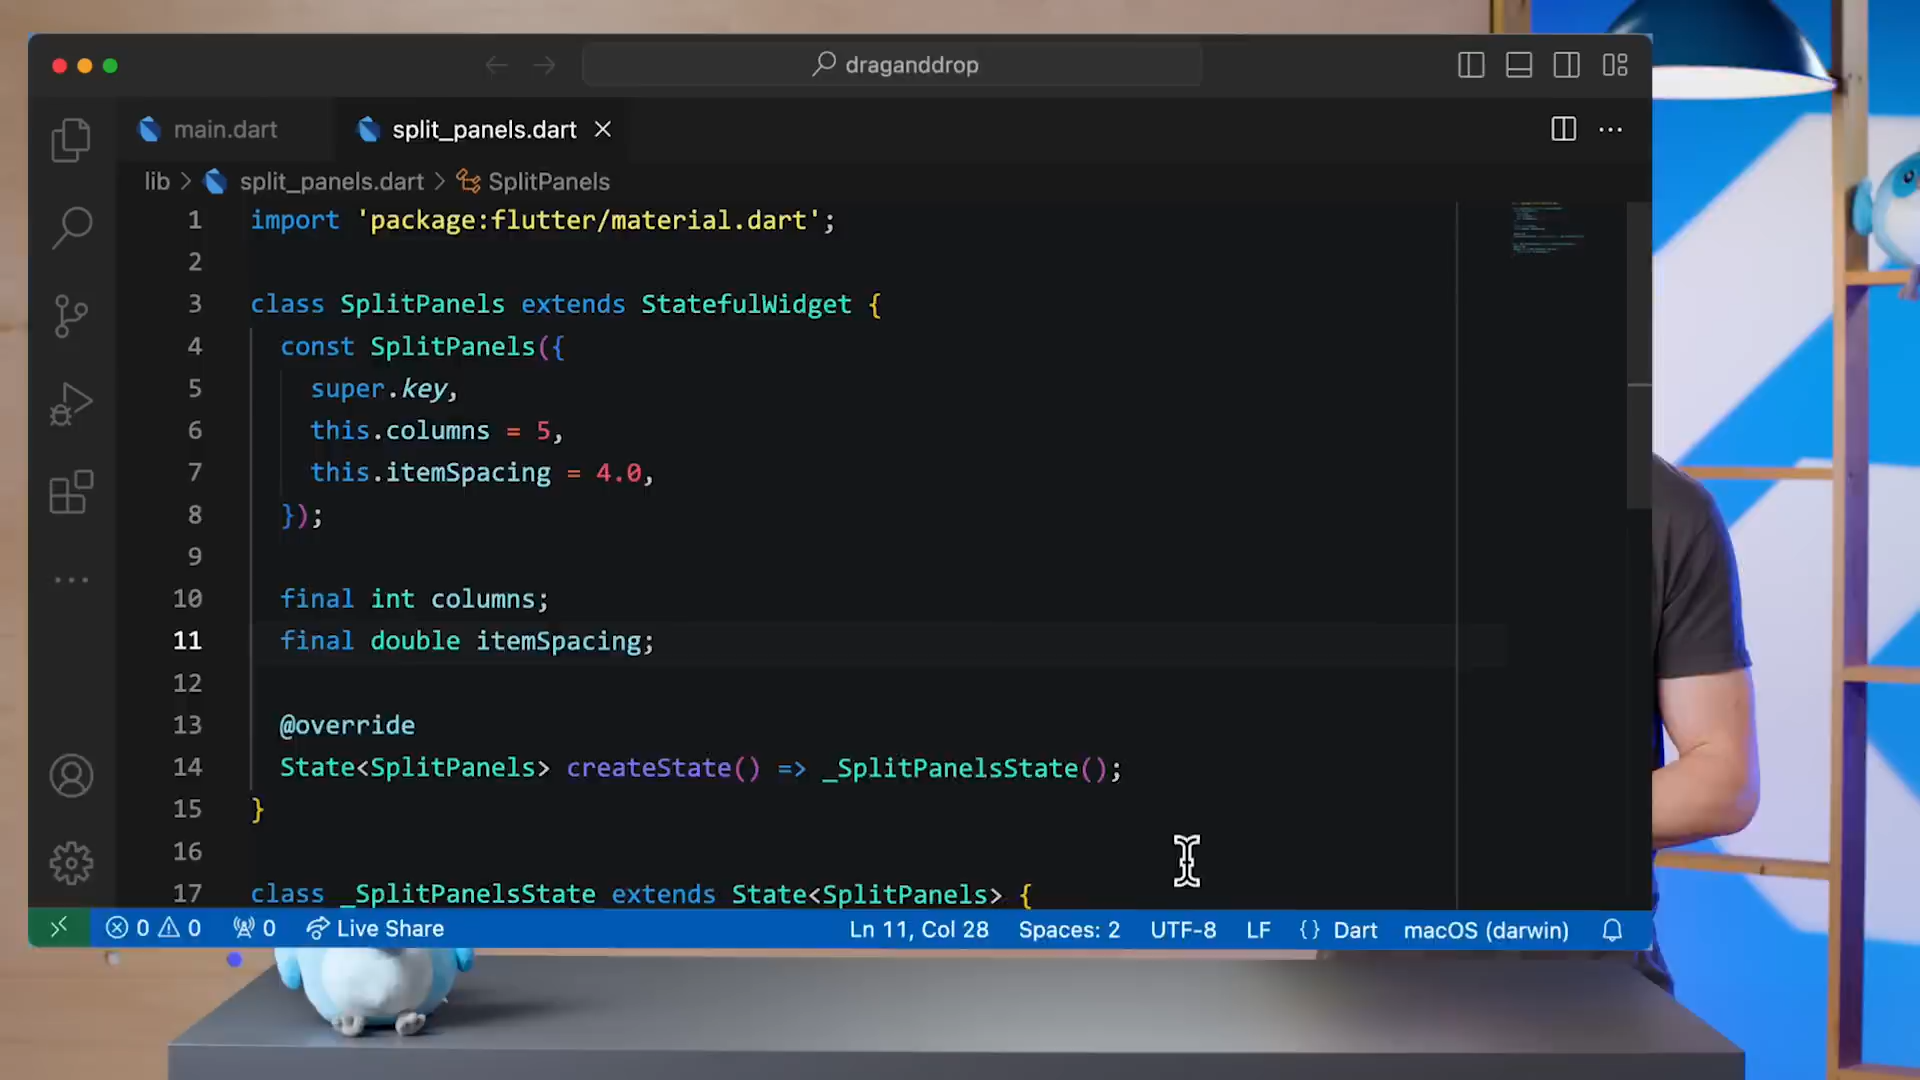 draganddrop
main.dart
split_panels.dart
lib > split_panels.dart > SplitPanels
1 import 'package:flutter/material.dart';
2
3 class SplitPanels extends StatefulWidget {
4 const SplitPanels({
5 super.key,
6 this.columns = 5,
7 this.itemSpacing = 4.0,
8 });
9
10 final int columns;
11 final double itemSpacing;
12
13 @override
14 State<SplitPanels> createState() => _SplitPanelsState();
15 }
16
17 class _SplitPanelsState extends State<SplitPanels> {
0 0 0 Live Share Ln 11, Col 28 Spaces: 2 UTF-8 LF {} Dart macOS (darwin)